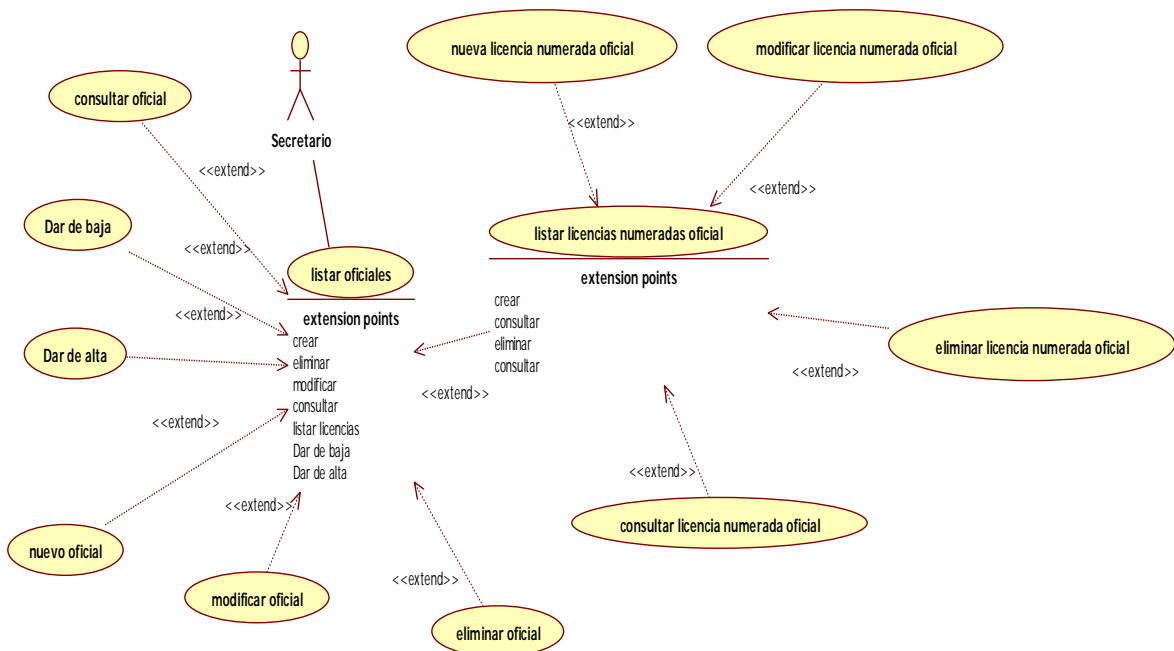 nueva licencia numerada oficial
modificar licencia numerada oficial
consultar oficial
<<extend>>
Secretario
<<extend>>
<<extend>>
Dar de baja
listar licencias numeradas oficial
<<extend>>
listar oficiales
extension points
<<extend>>
extension points
crear
consultar
eliminar
consultar
crear
eliminar
modificar
consultar
listar licencias
Dar de baja
Dar de alta
Dar de alta
eliminar licencia numerada oficial
<<extend>>
<<extend>>
<<extend>>
<<extend>>
<<extend>>
consultar licencia numerada oficial
nuevo oficial
<<extend>>
modificar oficial
eliminar oficial